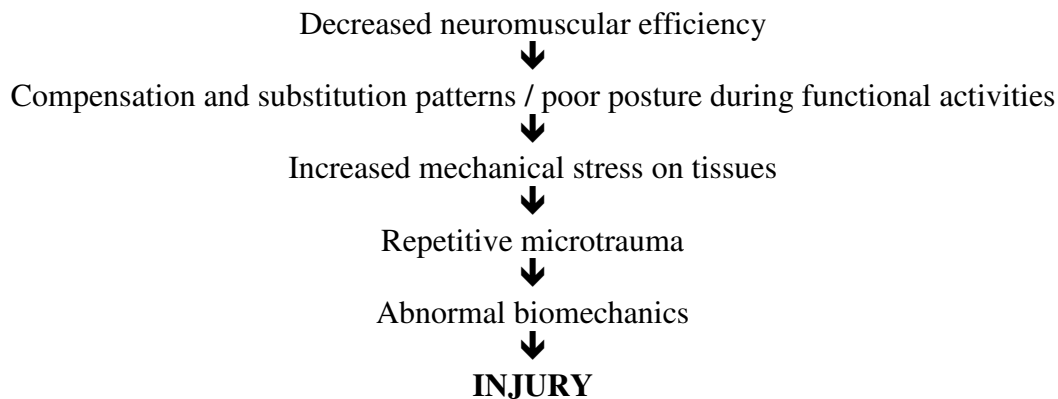 Decreased neuromuscular efficiency
Compensation and substitution patterns / poor posture during functional activities
Increased mechanical stress on tissues
Repetitive microtrauma
Abnormal biomechanics
INJURY